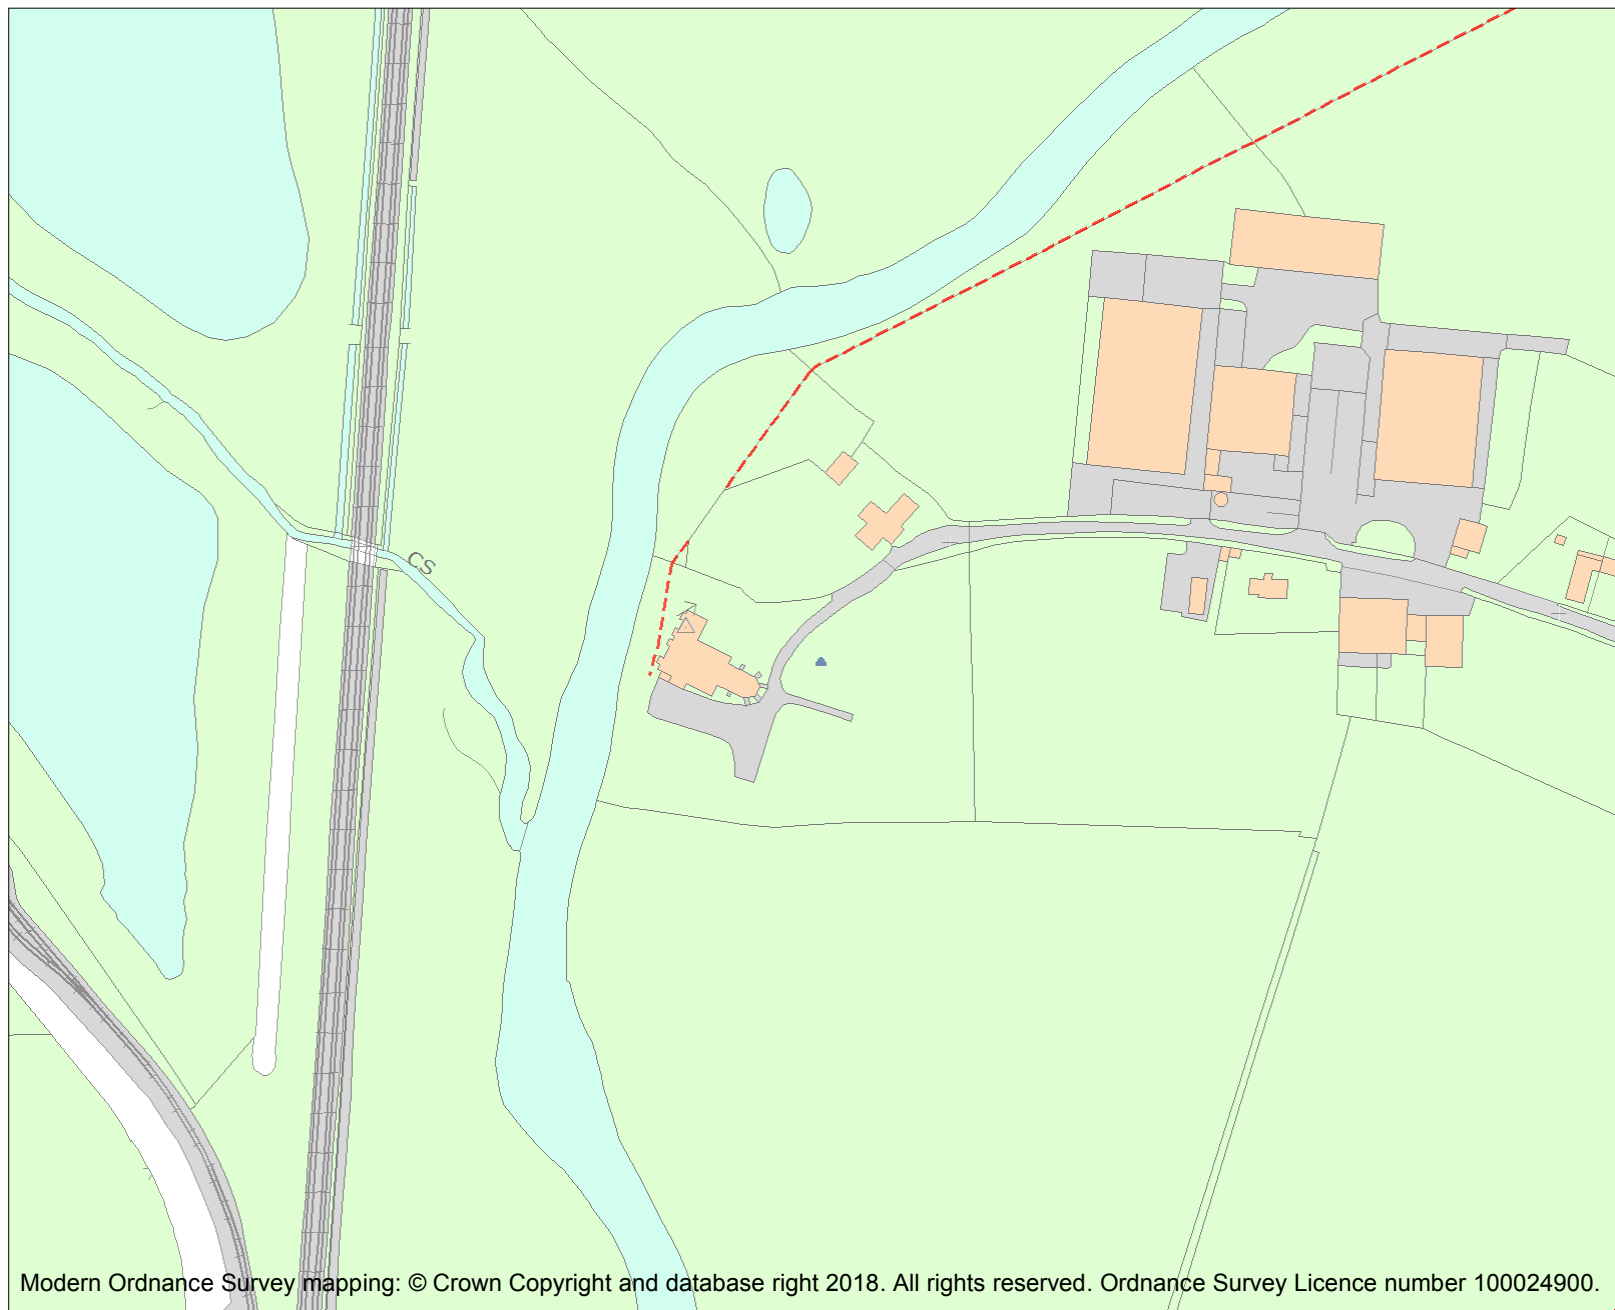 CS
Modern Ordnance Survey mapping: © Crown Copyright and database right 2018. All rights reserved. Ordnance Survey Licence number 100024900.